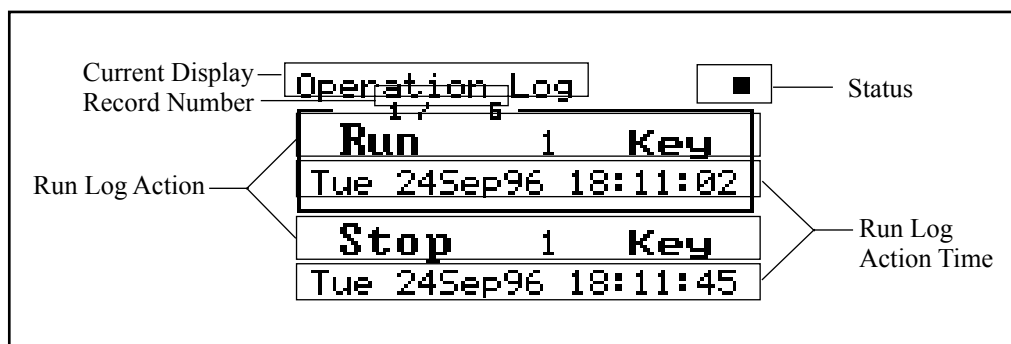 Current Display
Operation Log
Status
Record Number
1 / 6
Run 1 Key
Run Log Action
Tue 24Sep96 18:11:02
Stop 1 Key
Run Log
Action Time
Tue 24Sep96 18:11:45